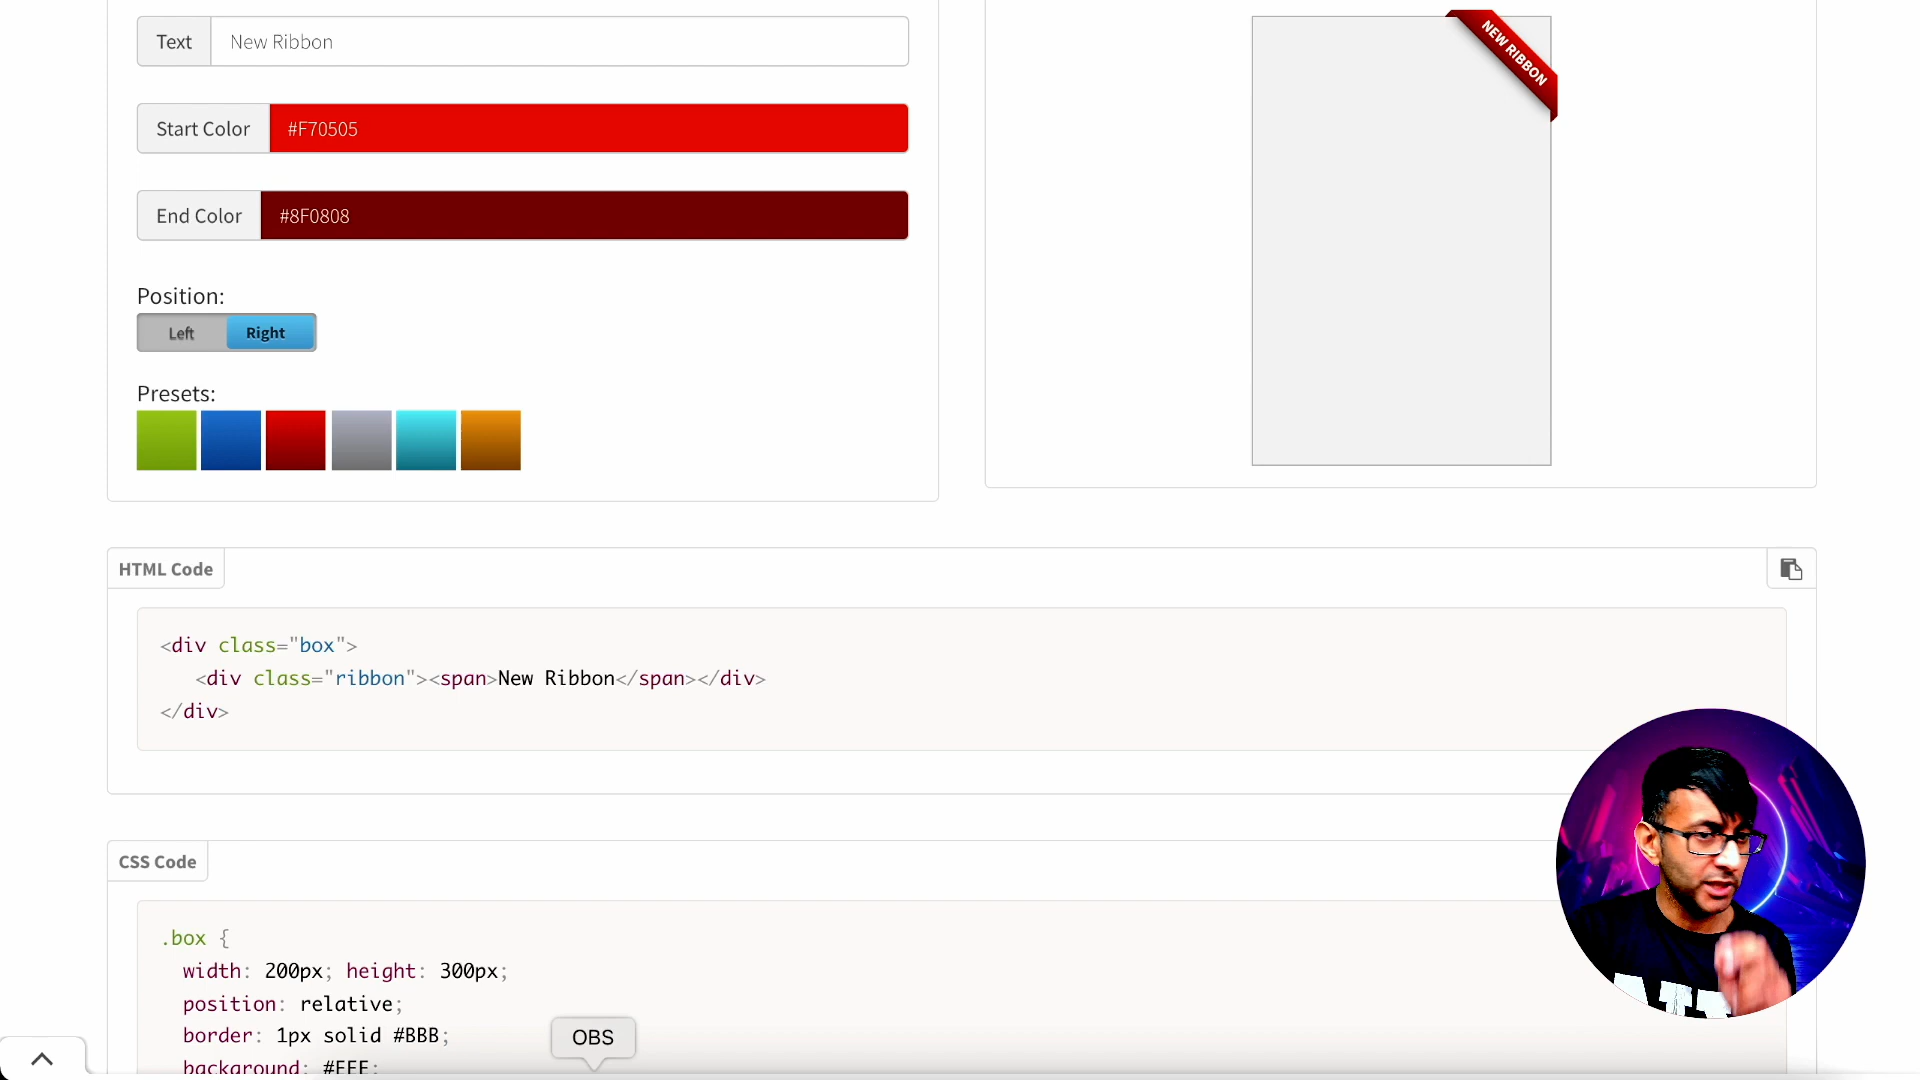 Text New Ribbon
NEW RIBBON
Start Color #F70505
End Color #8F0808
Position:
Left Right
Presets:
HTML Code
<div class="box">
<div class="ribbon"><span>New Ribbon</span></div>
</div>
CSS Code
.box {
width: 200px; height: 300px;
position: relative;
border: 1px solid #BBB;
background: #EEE;
OBS